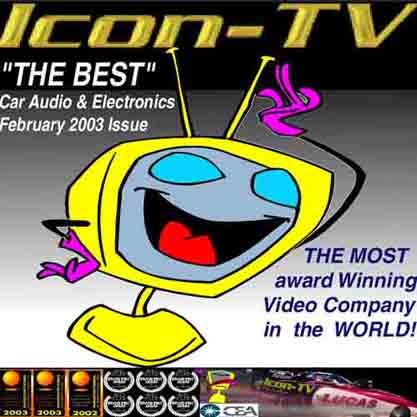 Icon-TV
"THE BEST"
Car Audio & Electronics
February 2003 Issue
THE MOST
award Winning
Video Company
in the WORLD!
2003
2003
2002
CEA
Icon-TV
LUCAS